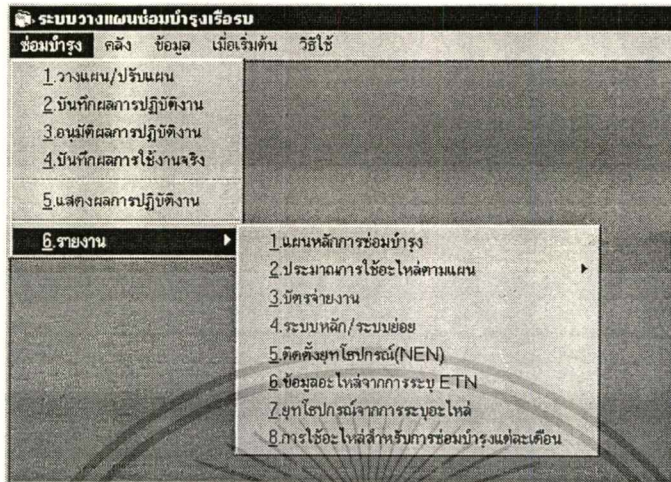 ระบบวางแผนซ่อมบำรุงเรือรบ
ซ่อมบำรุง คลัง ข้อมูล เมื่อเริ่มต้น วิธีใช้
1.วางแผน/ปรับแผน
2.บันทึกผลการปฏิบัติงาน
3.อนุมัติผลการปฏิบัติงาน
4.บันทึกผลการใช้งานจริง
5.แสดงผลการปฏิบัติงาน
6.รายงาน
1.แผนหลักการซ่อมบำรุง
2.ประมาณการใช้อะไหล่ตามแผน
3.บัตรจ่ายงาน
4.ระบบหลัก/ระบบย่อย
5.ติดตั้งยุทโธปกรณ์(NEN)
6.ข้อมูลอะไหล่จากการระบุ ETN
7.ยุทโธปกรณ์จากการระบุอะไหล่
8.การใช้อะไหล่สำหรับการซ่อมบำรุงแต่ละเดือน